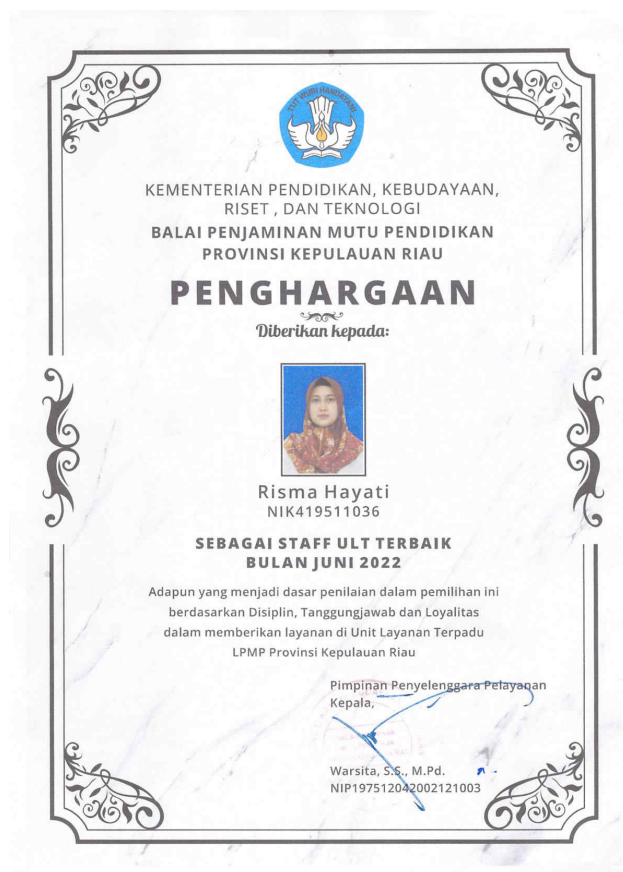 TUT WURI HANDAYANI
KEMENTERIAN PENDIDIKAN, KEBUDAYAAN,
RISET , DAN TEKNOLOGI
BALAI PENJAMINAN MUTU PENDIDIKAN
PROVINSI KEPULAUAN RIAU
PENGHARGAAN
Diberikan kepada:
Risma Hayati
NIK419511036
SEBAGAI STAFF ULT TERBAIK
BULAN JUNI 2022
Adapun yang menjadi dasar penilaian dalam pemilihan ini
berdasarkan Disiplin, Tanggungjawab dan Loyalitas
dalam memberikan layanan di Unit Layanan Terpadu
LPMP Provinsi Kepulauan Riau
Pimpinan Penyelenggara Pelayanan
Kepala,
Warsita, S.S., M.Pd.
NIP197512042002121003